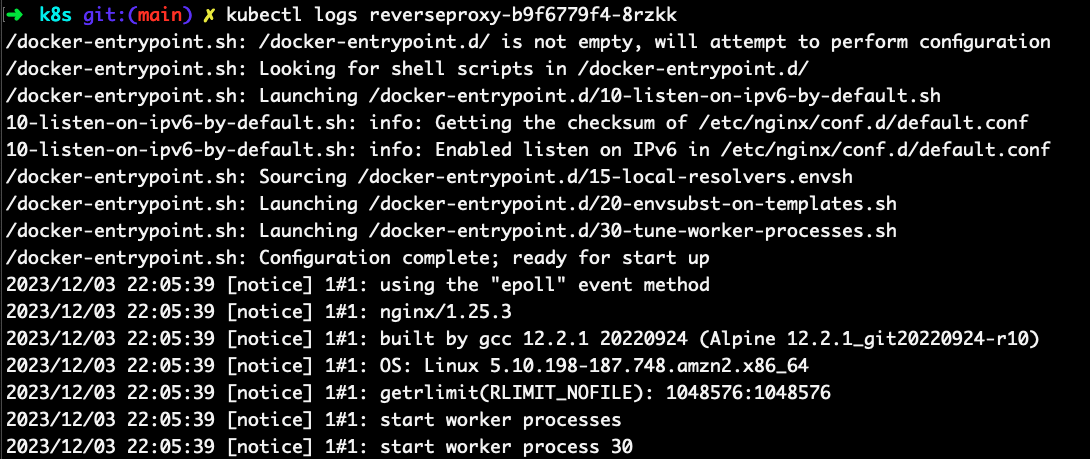 ➜ k8s git:(main) ✗ kubectl logs reverseproxy-b9f6779f4-8rzkk
/docker-entrypoint.sh: /docker-entrypoint.d/ is not empty, will attempt to perform configuration
/docker-entrypoint.sh: Looking for shell scripts in /docker-entrypoint.d/
/docker-entrypoint.sh: Launching /docker-entrypoint.d/10-listen-on-ipv6-by-default.sh
10-listen-on-ipv6-by-default.sh: info: Getting the checksum of /etc/nginx/conf.d/default.conf
10-listen-on-ipv6-by-default.sh: info: Enabled listen on IPv6 in /etc/nginx/conf.d/default.conf
/docker-entrypoint.sh: Sourcing /docker-entrypoint.d/15-local-resolvers.envsh
/docker-entrypoint.sh: Launching /docker-entrypoint.d/20-envsubst-on-templates.sh
/docker-entrypoint.sh: Launching /docker-entrypoint.d/30-tune-worker-processes.sh
/docker-entrypoint.sh: Configuration complete; ready for start up
2023/12/03 22:05:39 [notice] 1#1: using the "epoll" event method
2023/12/03 22:05:39 [notice] 1#1: nginx/1.25.3
2023/12/03 22:05:39 [notice] 1#1: built by gcc 12.2.1 20220924 (Alpine 12.2.1_git20220924-r10)
2023/12/03 22:05:39 [notice] 1#1: OS: Linux 5.10.198-187.748.amzn2.x86_64
2023/12/03 22:05:39 [notice] 1#1: getrlimit(RLIMIT_NOFILE): 1048576:1048576
2023/12/03 22:05:39 [notice] 1#1: start worker processes
2023/12/03 22:05:39 [notice] 1#1: start worker process 30